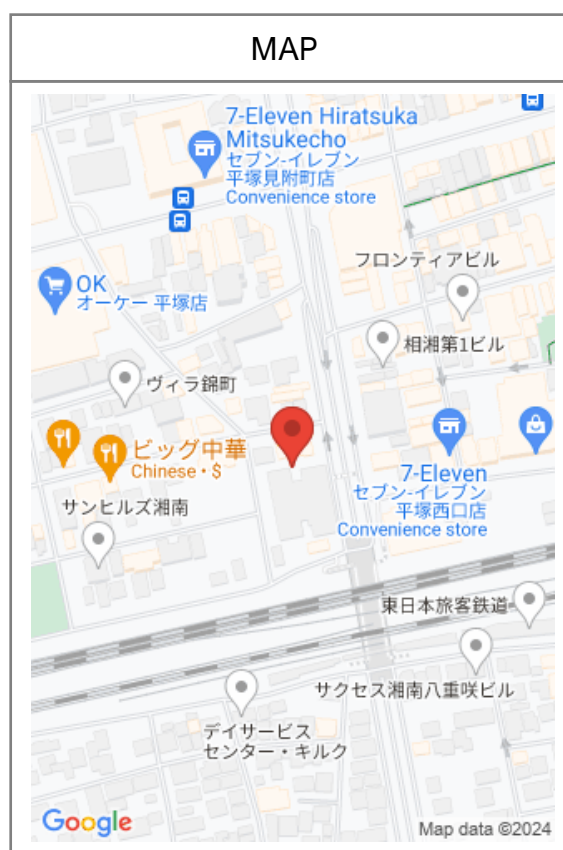 MAP
7-Eleven Hiratsuka
Mitsukecho
セブン-イレブン
平塚見附町店
Convenience store
フロンティアビル
OK
オーケー 平塚店
相湘第1ビル
ヴィラ錦町
ビッグ中華
Chinese・$
7-Eleven
セブン-イレブン
平塚西口店
Convenience store
サンヒルズ湘南
東日本旅客鉄道
サクセス湘南八重咲ビル
デイサービス
センター・キルク
Google
Map data ©2024